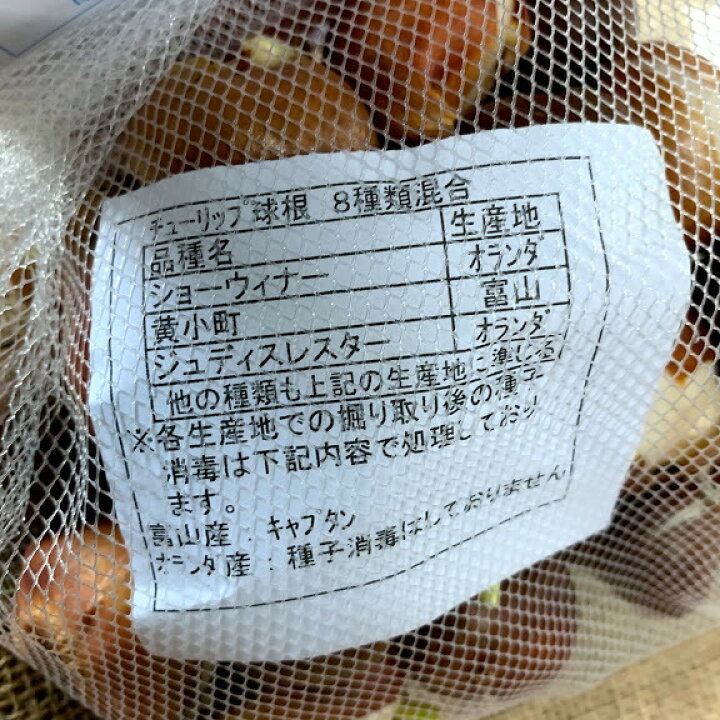 チューリップ球根 8種類混合
品種名 生産地
ショーウィナー オランダ
黄小町 富山
ジュディスレスター オランダ
他の種類も上記の生産地に準じる
※各生産地での掘り取り後の種子
消毒は下記内容で処理しており
ます。
富山産：キャプタン
オランダ産：種子消毒はしておりません